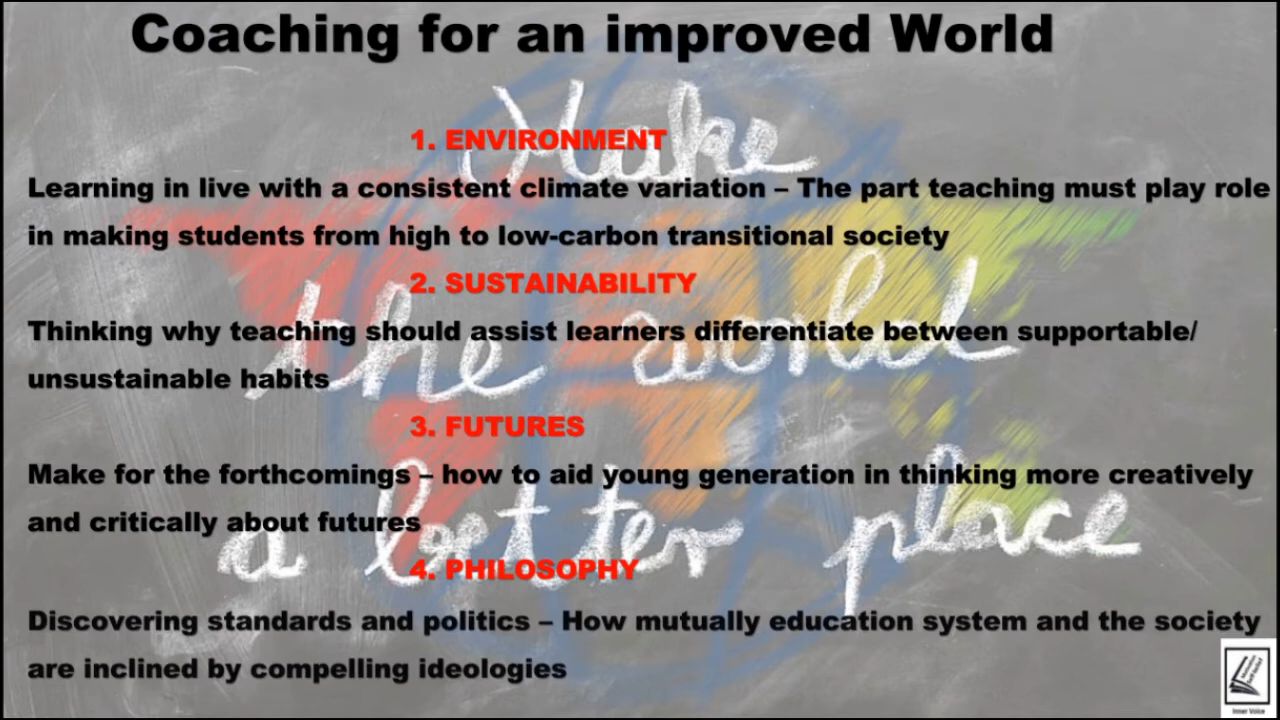 Coaching for an improved World
Make
1. ENVIRONMENT
Learning in live with a consistent climate variation – The part teaching must play role
in making students from high to low-carbon transitional society
2. SUSTAINABILITY
the world
Thinking why teaching should assist learners differentiate between supportable/
unsustainable habits
3. FUTURES
Make for the forthcomings – how to aid young generation in thinking more creatively
and critically about futures
a better place
4. PHILOSOPHY
Discovering standards and politics – How mutually education system and the society
are inclined by compelling ideologies
Inner Voice